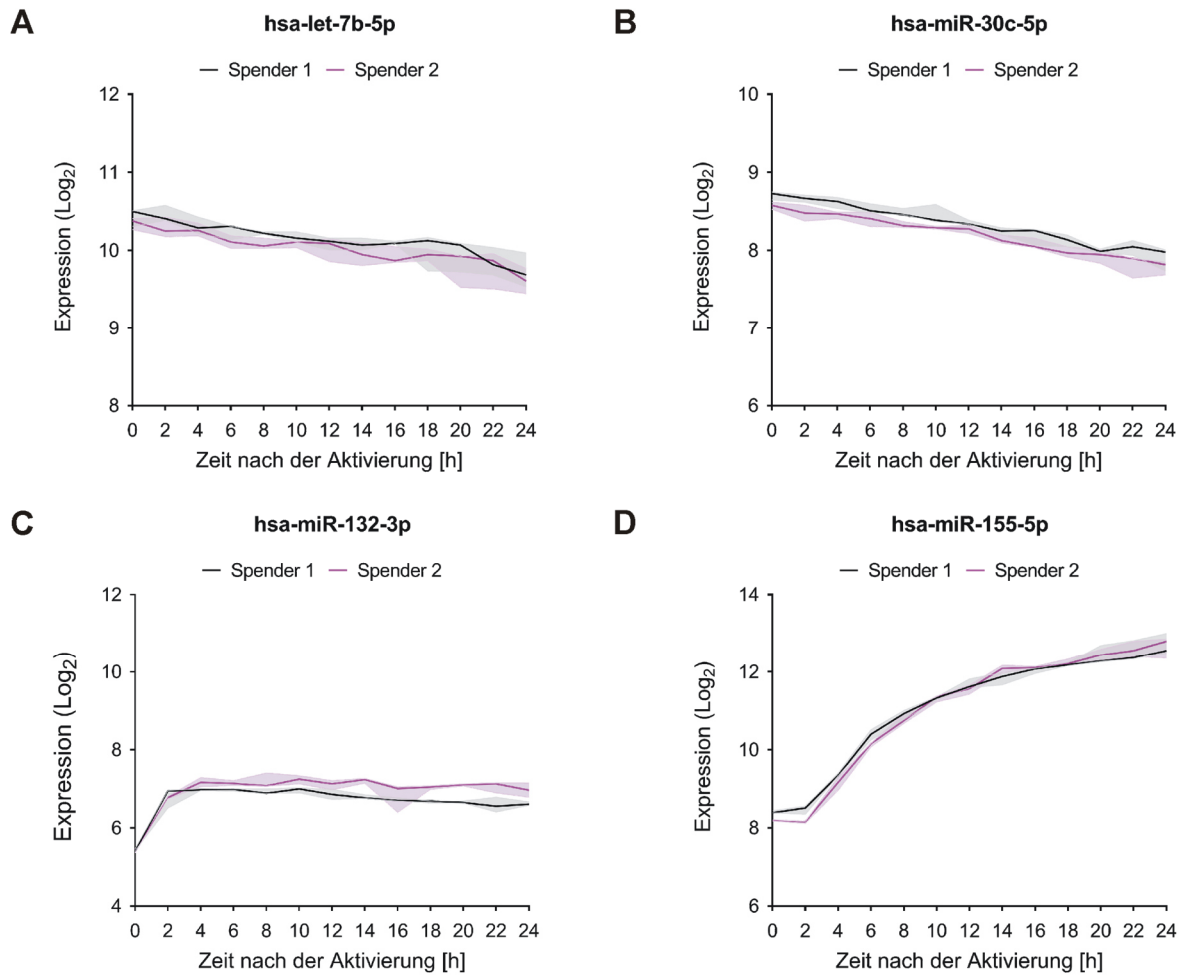 A
hsa-let-7b-5p
Spender 1 Spender 2
Expression (Log2)
12
11
10
9
8
0 2 4 6 8 10 12 14 16 18 20 22 24
Zeit nach der Aktivierung [h]
B
hsa-miR-30c-5p
Spender 1 Spender 2
Expression (Log2)
10
9
8
7
6
0 2 4 6 8 10 12 14 16 18 20 22 24
Zeit nach der Aktivierung [h]
C
hsa-miR-132-3p
Spender 1 Spender 2
Expression (Log2)
12
10
7
6
4
0 2 4 6 8 10 12 14 16 18 20 22 24
Zeit nach der Aktivierung [h]
D
hsa-miR-155-5p
Spender 1 Spender 2
Expression (Log2)
14
12
10
8
6
0 2 4 6 8 10 12 14 16 18 20 22 24
Zeit nach der Aktivierung [h]